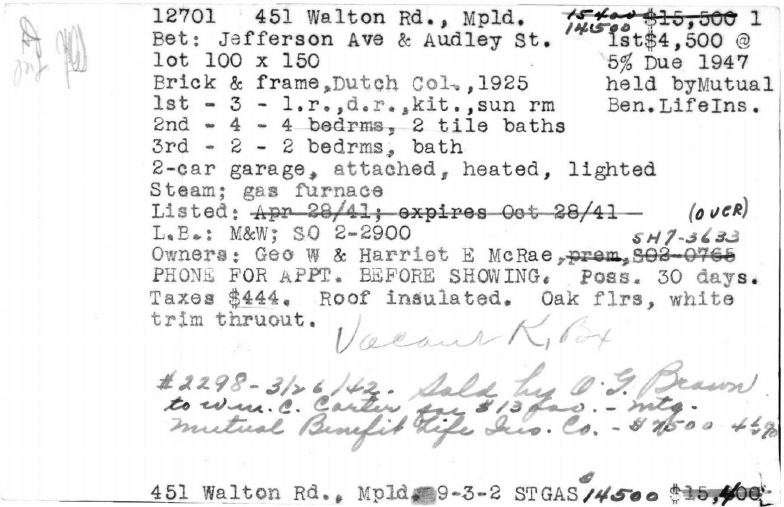 12701 451 Walton Rd., Mpld. 15400 $15,500 1
14500
Bet: Jefferson Ave & Audley St. 1st$4,500 @
lot 100 x 150 5% Due 1947
Brick & frame,Dutch Col.,1925 held byMutual
1st - 3 - l.r.,d.r.,kit.,sun rm Ben.LifeIns.
2nd - 4 - 4 bedrms, 2 tile baths
3rd - 2 - 2 bedrms, bath
2-car garage, attached, heated, lighted
Steam; gas furnace
Listed: Apr 28/41; expires Oct 28/41 (OVER)
L.B.: M&W; SO 2-2900 SH7-3633
Owners: Geo W & Harriet E McRae,prem,SO2-0765
PHONE FOR APPT. BEFORE SHOWING. Poss. 30 days.
Taxes $444. Roof insulated. Oak flrs, white
trim thruout.
Vacant K, Box
#2298 - 3/26/42. Sold by O. G. Brown
to Wm. C. Carter for $13 - mtg.
Mutual Benefit Life Ins. Co. - $7500 4½%
451 Walton Rd., Mpld. 9-3-2 STGAS $14500 $15,400